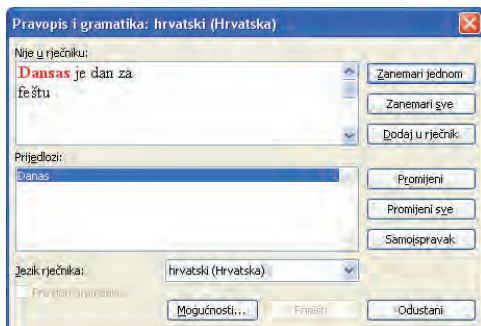 Pravopis i gramatika: hrvatski (Hrvatska)
Nije u rječniku:
Dansas je dan za
feštu
Zanemari jednom
Zanemari sve
Dodaj u rječnik
Prijedlozi:
Danas
Promijeni
Promijeni sve
Samoispravak
Jezik rječnika:
hrvatski (Hrvatska)
Provjeri gramatiku
Mogućnosti...
Poništi
Odustani